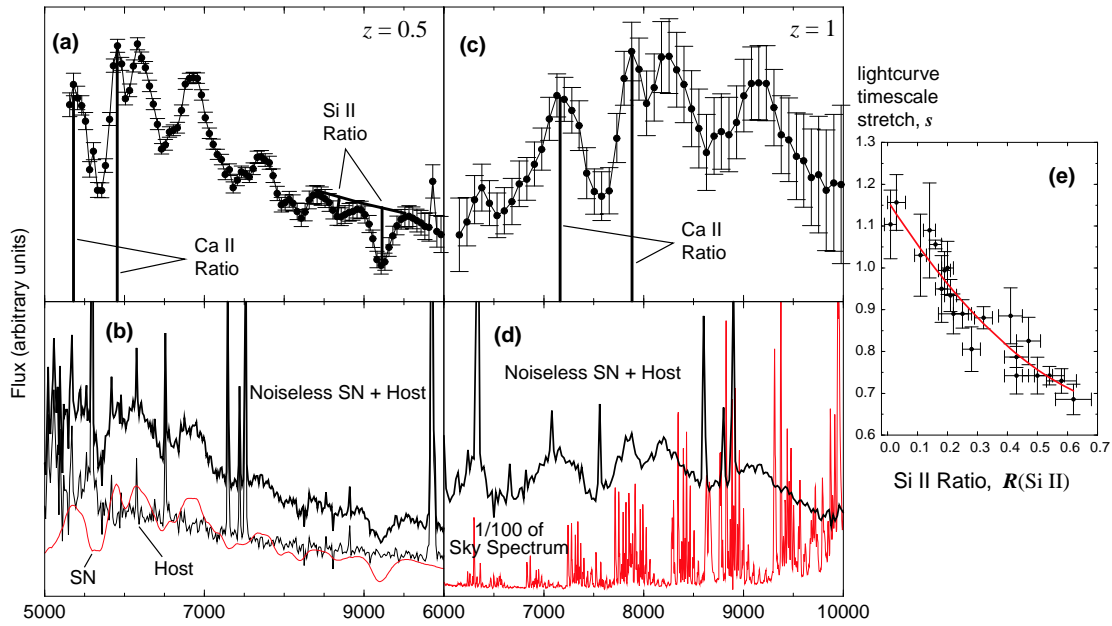 (a)
z = 0.5
Si II
Ratio
Ca II
Ratio
(c)
z = 1
Ca II
Ratio
lightcurve
timescale
stretch, s
1.3
1.2
1.1
1.0
0.9
0.8
0.7
0.6
(e)
0.0 0.1 0.2 0.3 0.4 0.5 0.6 0.7
Si II Ratio, R(Si II)
Flux (arbitrary units)
(b)
Noiseless SN + Host
SN
Host
(d)
Noiseless SN + Host
1/100 of
Sky Spectrum
5000 7000 9000 6000 7000 8000 9000 10000